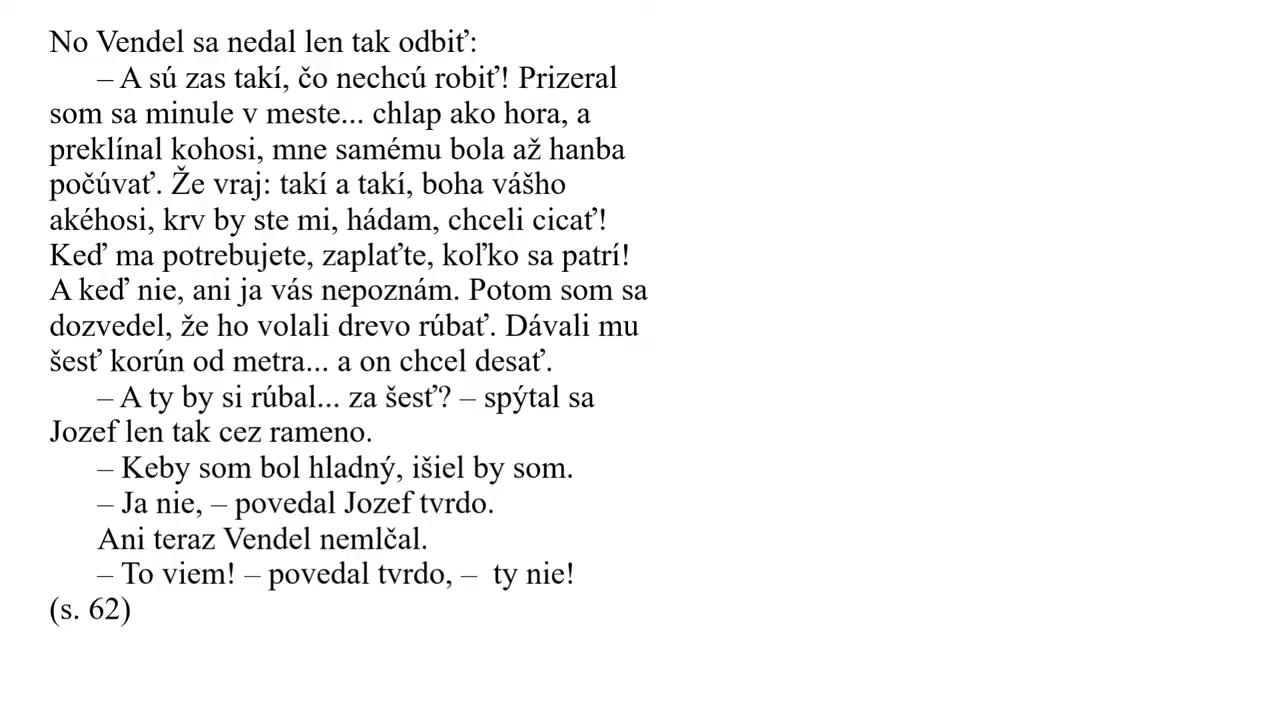 No Vendel sa nedal len tak odbiť:
– A sú zas takí, čo nechcú robiť! Prizeral
som sa minule v meste... chlap ako hora, a
preklínal kohosi, mne samému bola až hanba
počúvať. Že vraj: takí a takí, boha vášho
akéhosi, krv by ste mi, hádam, chceli cicať!
Keď ma potrebujete, zaplaťte, koľko sa patrí!
A keď nie, ani ja vás nepoznám. Potom som sa
dozvedel, že ho volali drevo rúbať. Dávali mu
šesť korún od metra... a on chcel desať.
– A ty by si rúbal... za šesť? – spýtal sa
Jozef len tak cez rameno.
– Keby som bol hladný, išiel by som.
– Ja nie, – povedal Jozef tvrdo.
Ani teraz Vendel nemlčal.
– To viem! – povedal tvrdo, –  ty nie!
(s. 62)